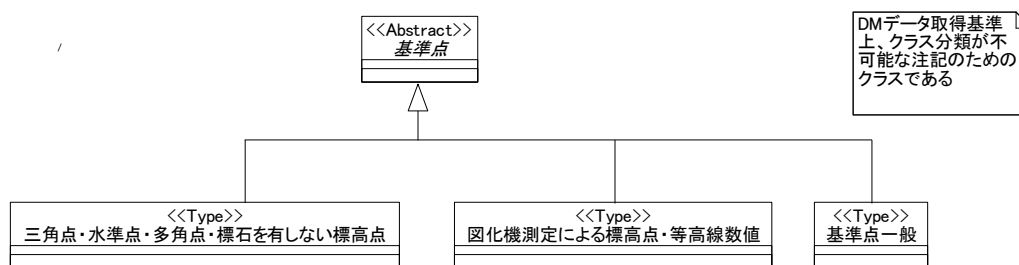 <<Abstract>>
基準点
DMデータ取得基準
上、クラス分類が不
可能な注記のための
クラスである
/
<<Type>>
三角点・水準点・多角点・標石を有しない標高点
<<Type>>
図化機測定による標高点・等高線数値
<<Type>>
基準点一般